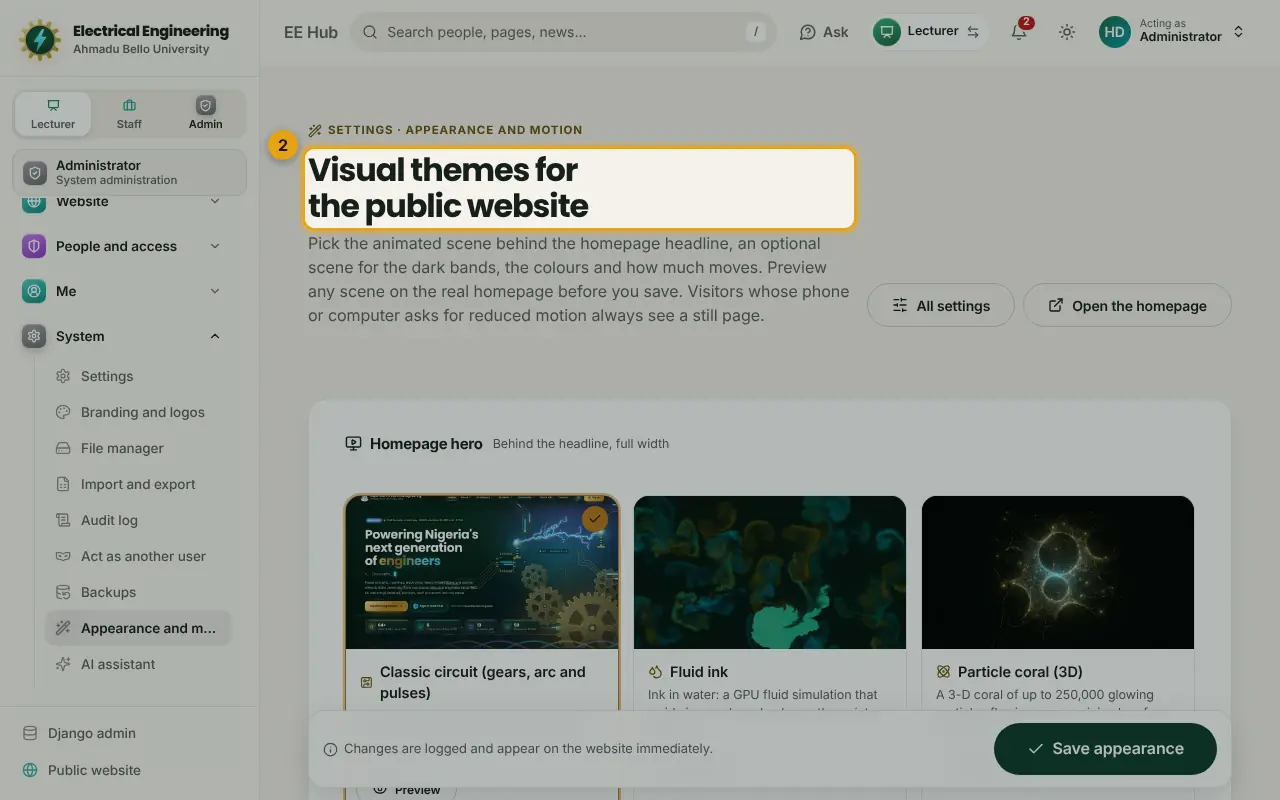 Electrical Engineering
Ahmadu Bello University
EE Hub
Search people, pages, news...
/
Ask
Lecturer
2
HD
Acting as
Administrator
Lecturer
Staff
Admin
Administrator
System administration
Website
People and access
Me
System
Settings
Branding and logos
File manager
Import and export
Audit log
Act as another user
Backups
Appearance and m...
AI assistant
Django admin
Public website
SETTINGS · APPEARANCE AND MOTION
2
Visual themes for
the public website
Pick the animated scene behind the homepage headline, an optional
scene for the dark bands, the colours and how much moves. Preview
any scene on the real homepage before you save. Visitors whose phone
or computer asks for reduced motion always see a still page.
All settings
Open the homepage
Homepage hero
Behind the headline, full width
Powering Nigeria's
next generation
of engineers
Classic circuit (gears, arc and
pulses)
Fluid ink
Ink in water: a GPU fluid simulation that
Particle coral (3D)
A 3-D coral of up to 250,000 glowing
Changes are logged and appear on the website immediately.
Save appearance
Preview